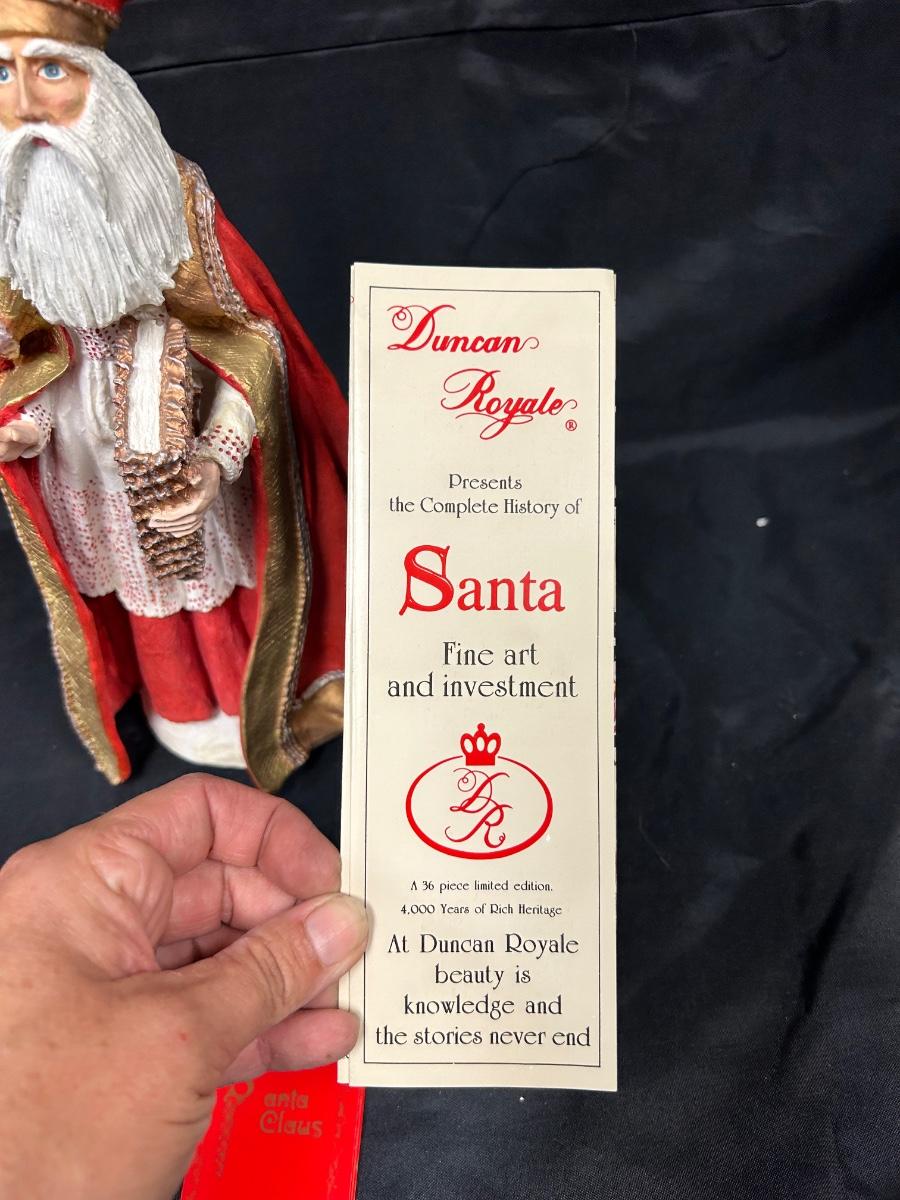 Duncan
Royale®
Presents
the Complete History of
Santa
Fine art
and investment
DR
A 36 piece limited edition.
4,000 Years of Rich Heritage
At Duncan Royale
beauty is
knowledge and
the stories never end
anta
Claus